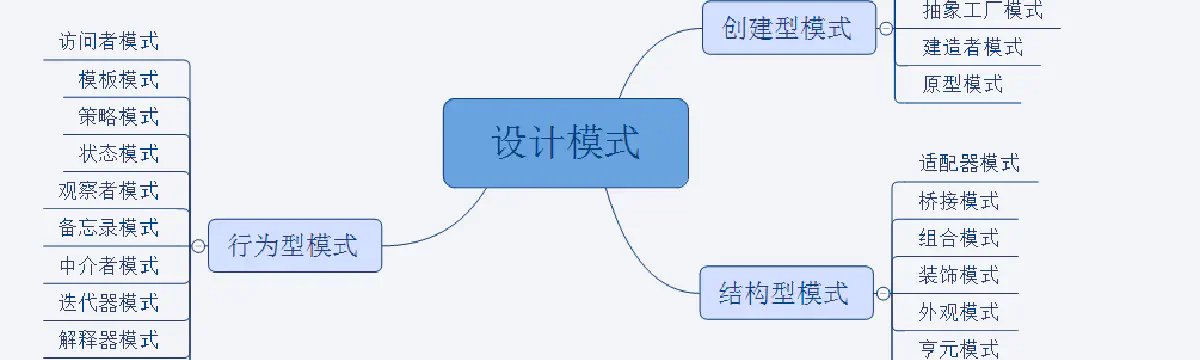 设计模式
创建型模式
抽象工厂模式
建造者模式
原型模式
结构型模式
适配器模式
桥接模式
组合模式
装饰模式
外观模式
享元模式
行为型模式
访问者模式
模板模式
策略模式
状态模式
观察者模式
备忘录模式
中介者模式
迭代器模式
解释器模式